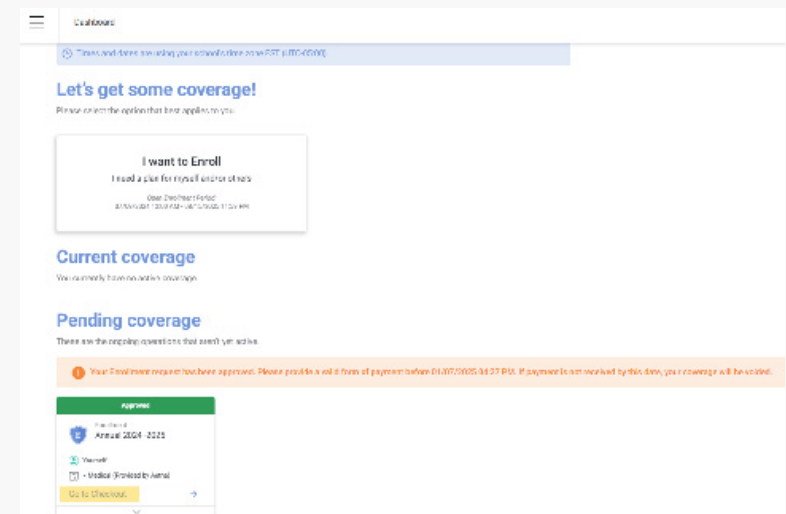 Dashboard
Times and dates are using your school's time zone EST (UTC-05:00)
Let's get some coverage!
Please select the option that best applies to you.
I want to Enroll
I need a plan for myself and/or others
Open Enrollment Period
Current coverage
You currently have no active coverage.
Pending coverage
These are the ongoing operations that aren't yet active.
Your Enrollment request has been approved. Please provide a valid form of payment before 01/07/2025 04:27 PM. If payment is not received by this date, your coverage will be voided.
Approved
Enrollment
Annual 2024-2025
Yourself
• Medical (Provided by Aetna)
Go to Checkout